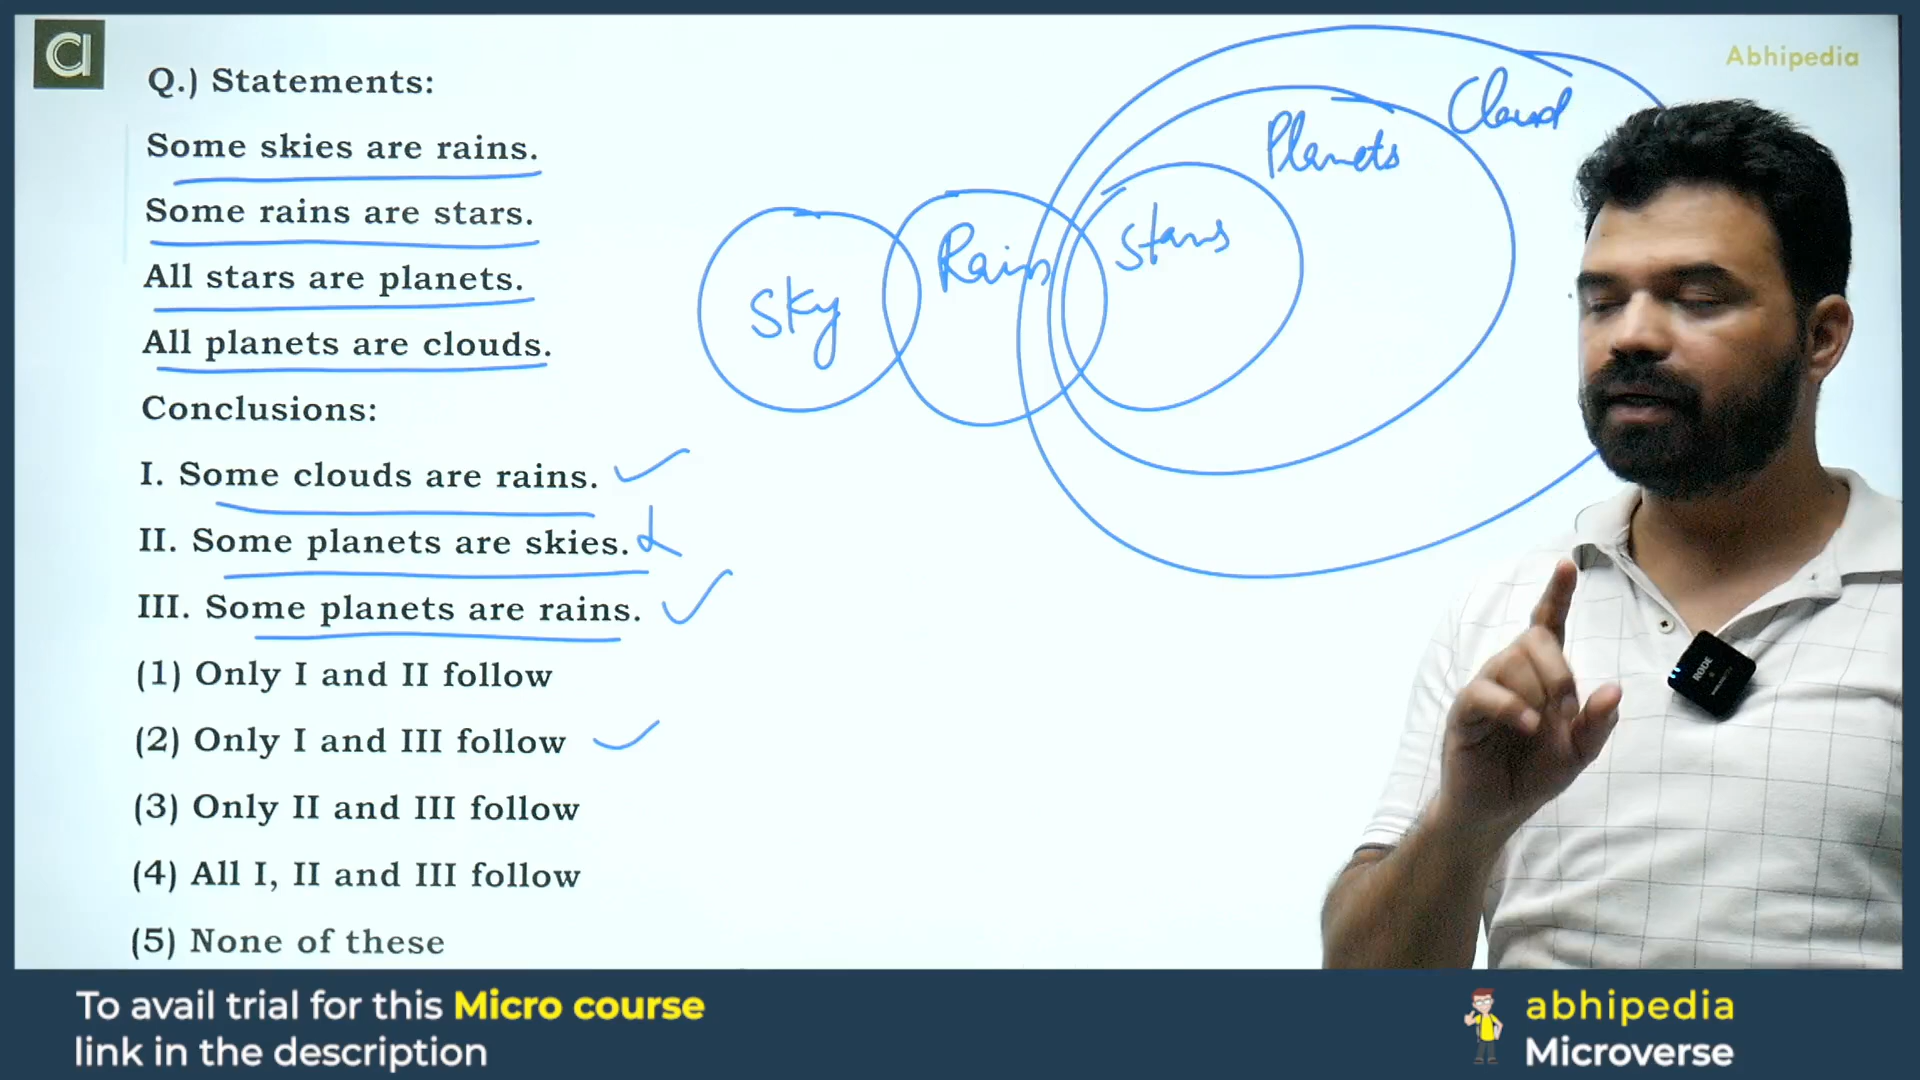 Abhipedia
Q.) Statements:
Some skies are rains.
Some rains are stars.
All stars are planets.
All planets are clouds.
Conclusions:
I. Some clouds are rains.
II. Some planets are skies.
III. Some planets are rains.
(1) Only I and II follow
(2) Only I and III follow
(3) Only II and III follow
(4) All I, II and III follow
(5) None of these
Cloud
Planets
Stars
Rain
Sky
RODE
To avail trial for this Micro course
link in the description
abhipedia
Microverse